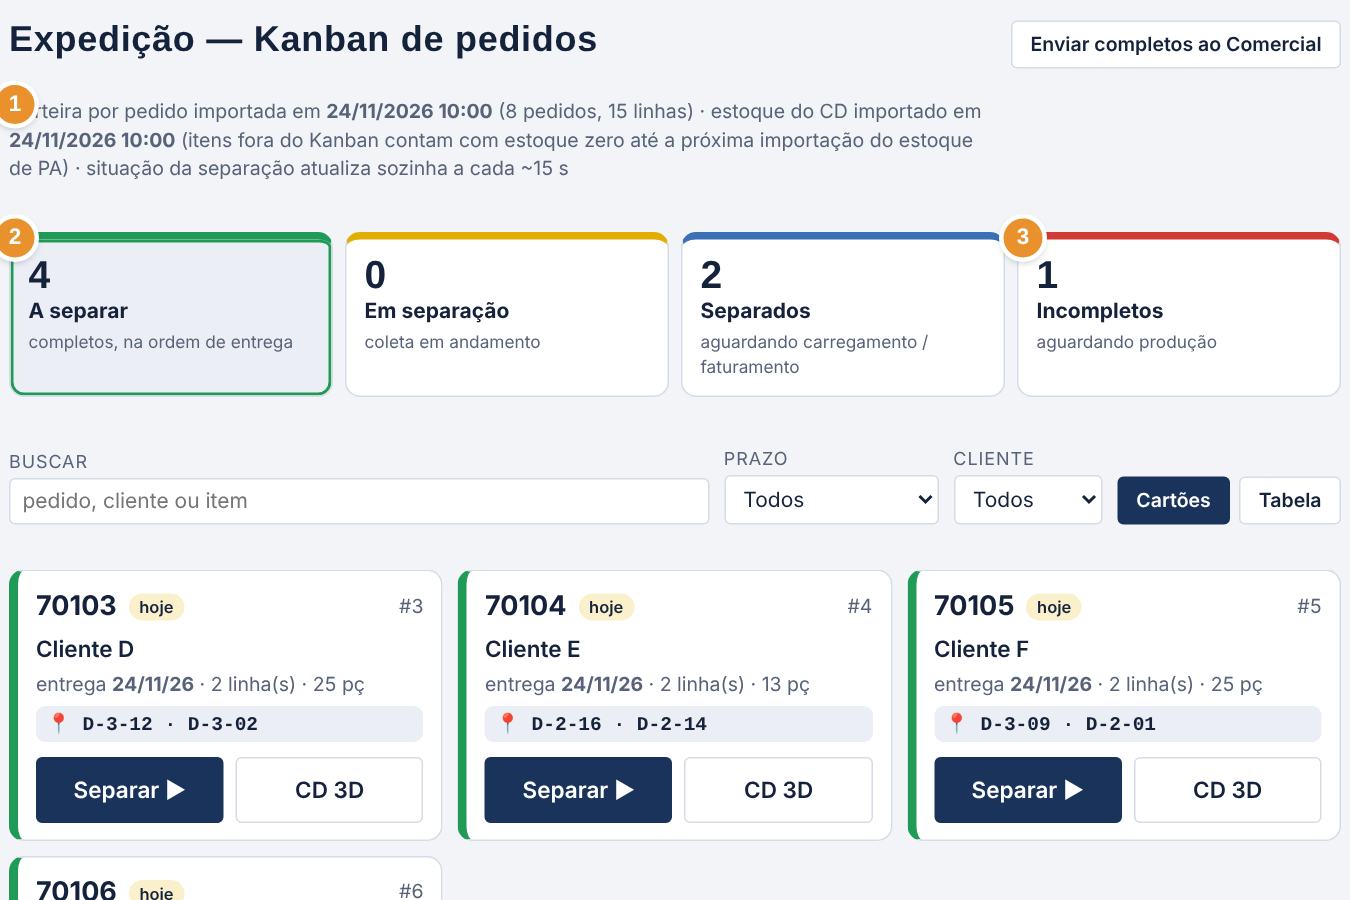 Expedição — Kanban de pedidos
Enviar completos ao Comercial
1
rteira por pedido importada em 24/11/2026 10:00 (8 pedidos, 15 linhas) · estoque do CD importado em
24/11/2026 10:00 (itens fora do Kanban contam com estoque zero até a próxima importação do estoque
de PA) · situação da separação atualiza sozinha a cada ~15 s
2
4
A separar
completos, na ordem de entrega
0
Em separação
coleta em andamento
2
Separados
aguardando carregamento /
faturamento
3
1
Incompletos
aguardando produção
BUSCAR
pedido, cliente ou item
PRAZO
Todos
CLIENTE
Todos
Cartões
Tabela
70103 hoje #3
Cliente D
entrega 24/11/26 · 2 linha(s) · 25 pç
📍 D-3-12 · D-3-02
Separar ▶
CD 3D
70104 hoje #4
Cliente E
entrega 24/11/26 · 2 linha(s) · 13 pç
📍 D-2-16 · D-2-14
Separar ▶
CD 3D
70105 hoje #5
Cliente F
entrega 24/11/26 · 2 linha(s) · 25 pç
📍 D-3-09 · D-2-01
Separar ▶
CD 3D
70106 hoje #6